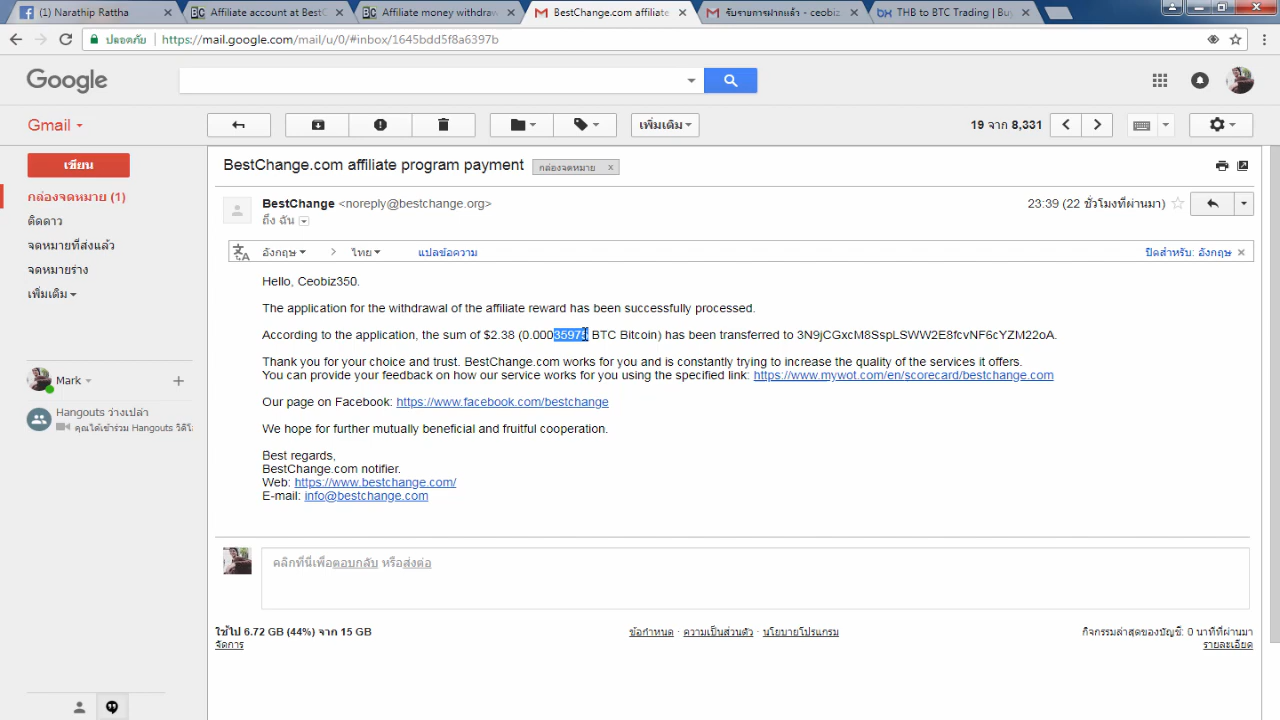 (1) Narathip Rattha
Affiliate account at BestC
Affiliate money withdraw
BestChange.com affiliate
รับรายการฝากแล้ว - ceobiz
THB to BTC Trading | Bu
ปลอดภัย https://mail.google.com/mail/u/0/#inbox/1645bdd5f8a6397b
Google
Gmail
เพิ่มเติม
19 จาก 8,331
เขียน
กล่องจดหมาย (1)
ติดดาว
จดหมายที่ส่งแล้ว
จดหมายร่าง
เพิ่มเติม
Mark
Hangouts ว่างเปล่า
BestChange.com affiliate program payment กล่องจดหมาย x
BestChange <noreply@bestchange.org>
23:39 (22 ชั่วโมงที่ผ่านมา)
ถึง ฉัน
อังกฤษ ไทย แปลข้อความ ปิดสำหรับ: อังกฤษ x
Hello, Ceobiz350.
The application for the withdrawal of the affiliate reward has been successfully processed.
According to the application, the sum of $2.38 (0.00035975 BTC Bitcoin) has been transferred to 3N9jCGxcM8SspLSWW2E8fcvNF6cYZM22oA.
Thank you for your choice and trust. BestChange.com works for you and is constantly trying to increase the quality of the services it offers.
You can provide your feedback on how our service works for you using the specified link: https://www.mywot.com/en/scorecard/bestchange.com
Our page on Facebook: https://www.facebook.com/bestchange
We hope for further mutually beneficial and fruitful cooperation.
Best regards,
BestChange.com notifier.
Web: https://www.bestchange.com/
E-mail: info@bestchange.com
คลิกที่นี่เพื่อตอบกลับ หรือส่งต่อ
ใช้ไป 6.72 GB (44%) จาก 15 GB
จัดการ
ข้อกำหนด · ความเป็นส่วนตัว · นโยบายโปรแกรม
กิจกรรมล่าสุดของบัญชี: 0 นาทีที่ผ่านมา
รายละเอียด